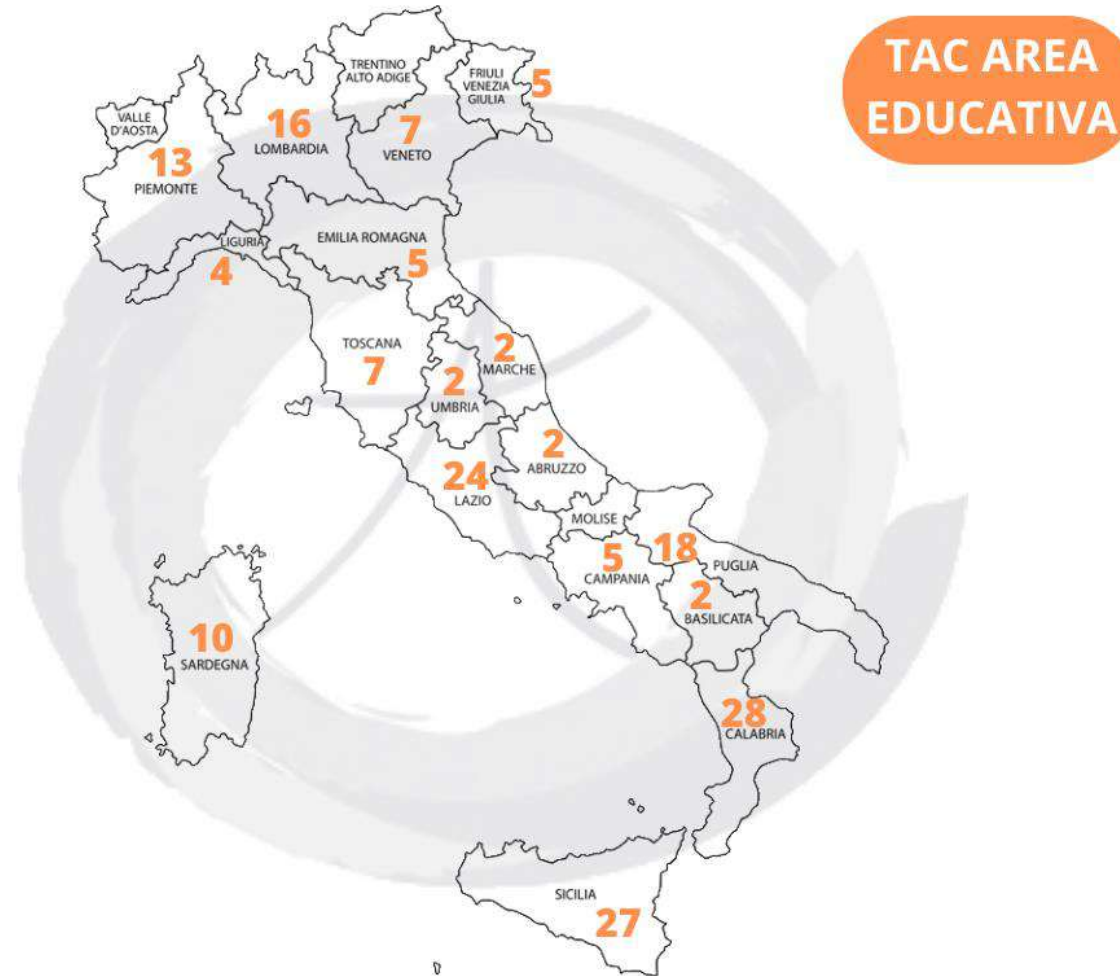 TAC AREA
EDUCATIVA
TRENTINO
ALTO ADIGE
FRIULI
VENEZIA
GIULIA
5
VALLE
D'AOSTA
16
LOMBARDIA
7
VENETO
13
PIEMONTE
LIGURIA
4
EMILIA ROMAGNA
5
TOSCANA
7
2
MARCHE
2
UMBRIA
2
ABRUZZO
24
LAZIO
MOLISE
18
PUGLIA
5
CAMPANIA
2
BASILICATA
10
SARDEGNA
28
CALABRIA
SICILIA
27